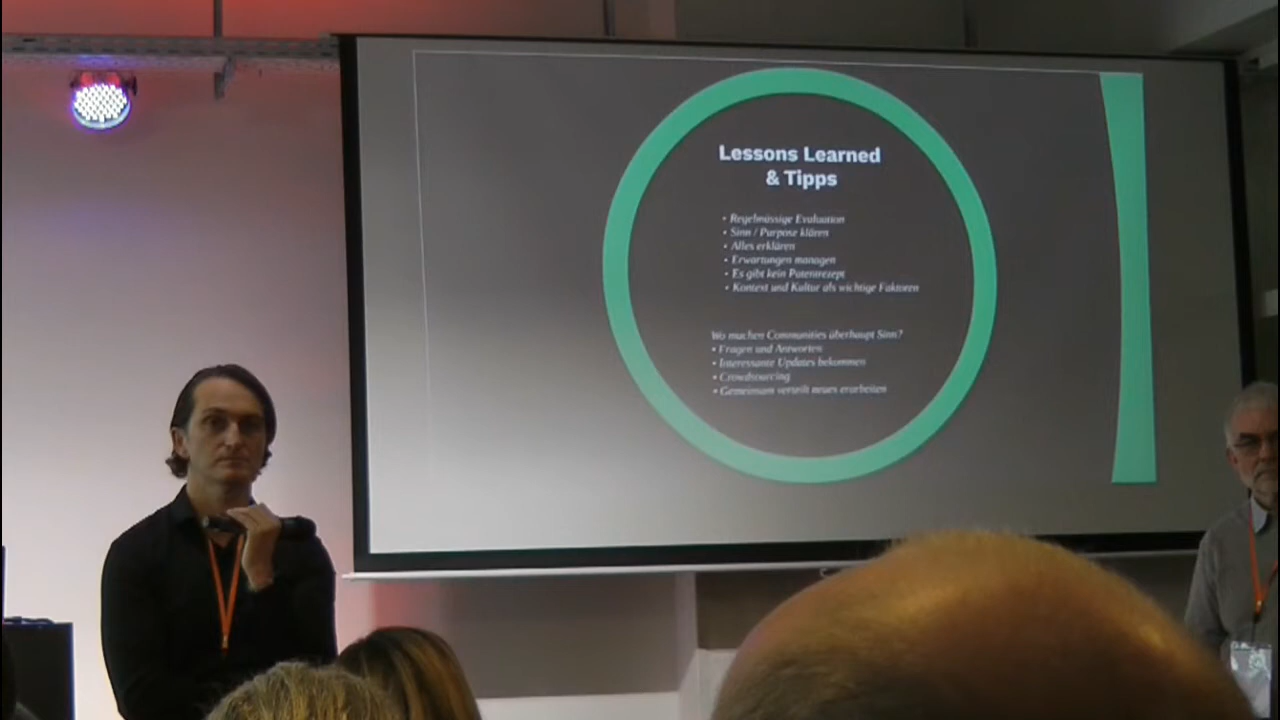 Lessons Learned
& Tipps
• Regelmässige Evaluation
• Sinn / Purpose klären
• Alles erklären
• Erwartungen managen
• Es gibt kein Patentrezept
• Kontext und Kultur als wichtige Faktoren
Wo machen Communities überhaupt Sinn?
• Fragen und Antworten
• Interessante Updates bekommen
• Crowdsourcing
• Gemeinsam verteilt neues erarbeiten